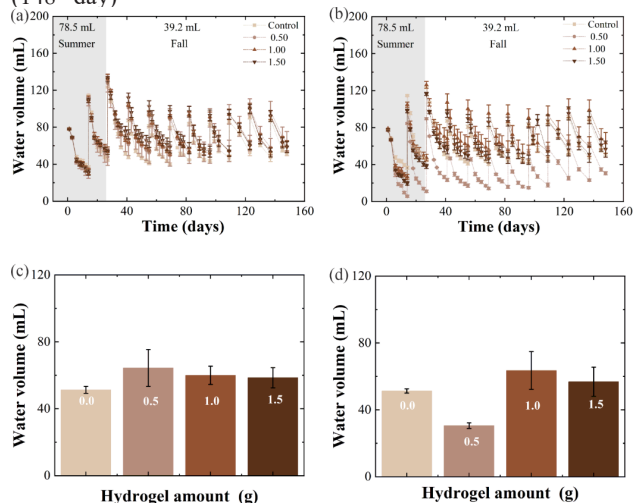 (148 day)
(a)
78.5 mL
Summer
39.2 mL
Fall
Control
0.50
1.00
1.50
Water volume (mL)
200
160
120
80
40
0
0 40 80 120 160
Time (days)
(b)
78.5 mL
Summer
39.2 mL
Fall
Control
0.50
1.00
1.50
Water volume (mL)
200
160
120
80
40
0
0 40 80 120 160
Time (days)
(c)
Water volume (mL)
120
80
40
0
0.0
0.5
1.0
1.5
Hydrogel amount (g)
(d)
Water volume (mL)
120
80
40
0
0.0
0.5
1.0
1.5
Hydrogel amount (g)